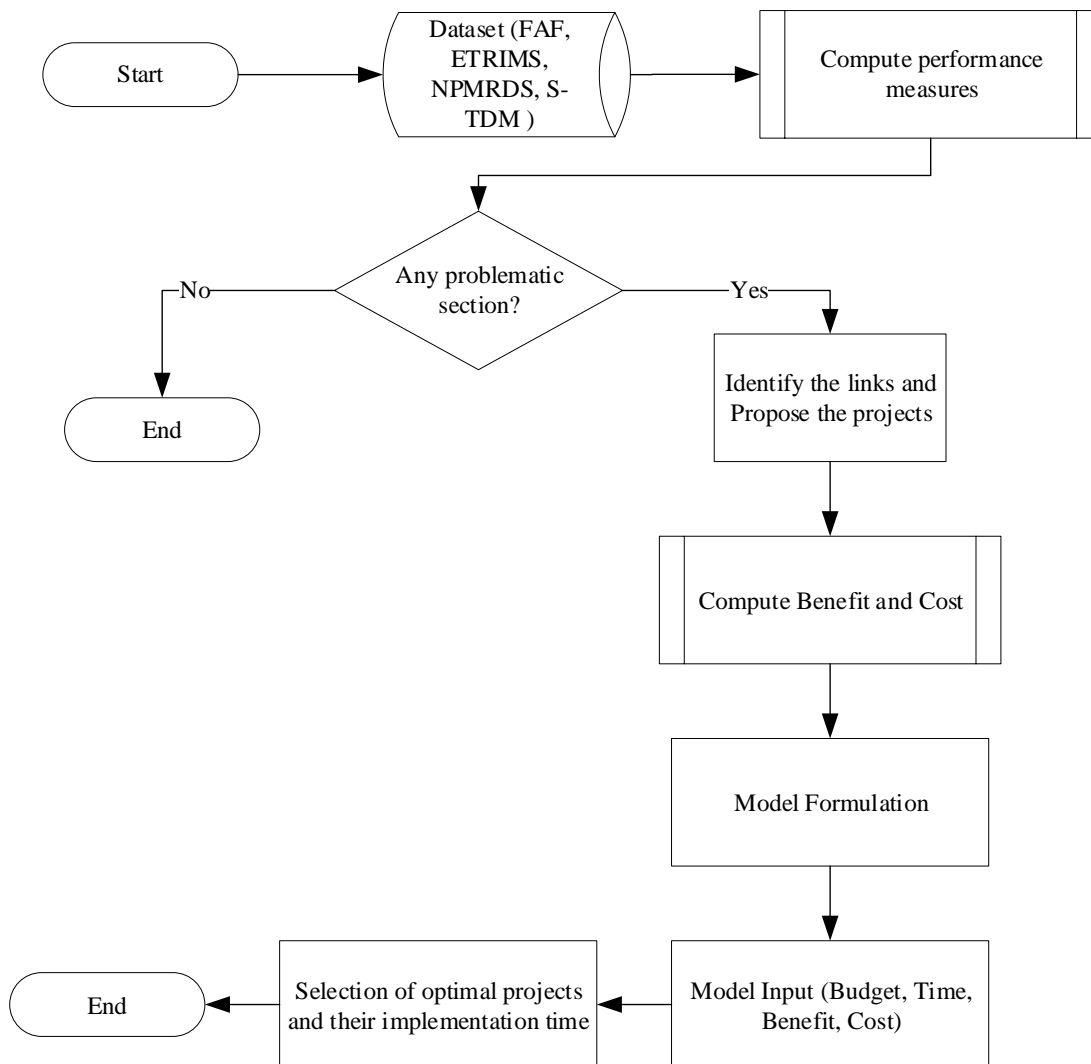 Start
Dataset (FAF,
ETRIMS,
NPMRDS, S-
TDM )
Compute performance
measures
Any problematic
section?
No
Yes
End
Identify the links and
Propose the projects
Compute Benefit and Cost
Model Formulation
Model Input (Budget, Time,
Benefit, Cost)
Selection of optimal projects
and their implementation time
End